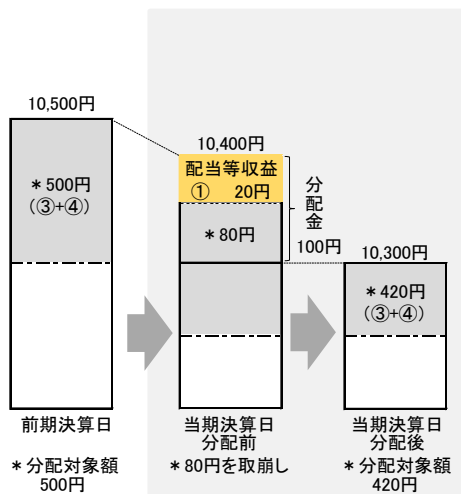 10,500円
＊500円
(③+④)
前期決算日
＊分配対象額
500円
10,400円
配当等収益
① 20円
＊80円
分配金
100円
当期決算日
分配前
＊80円を取崩し
10,300円
＊420円
(③+④)
当期決算日
分配後
＊分配対象額
420円